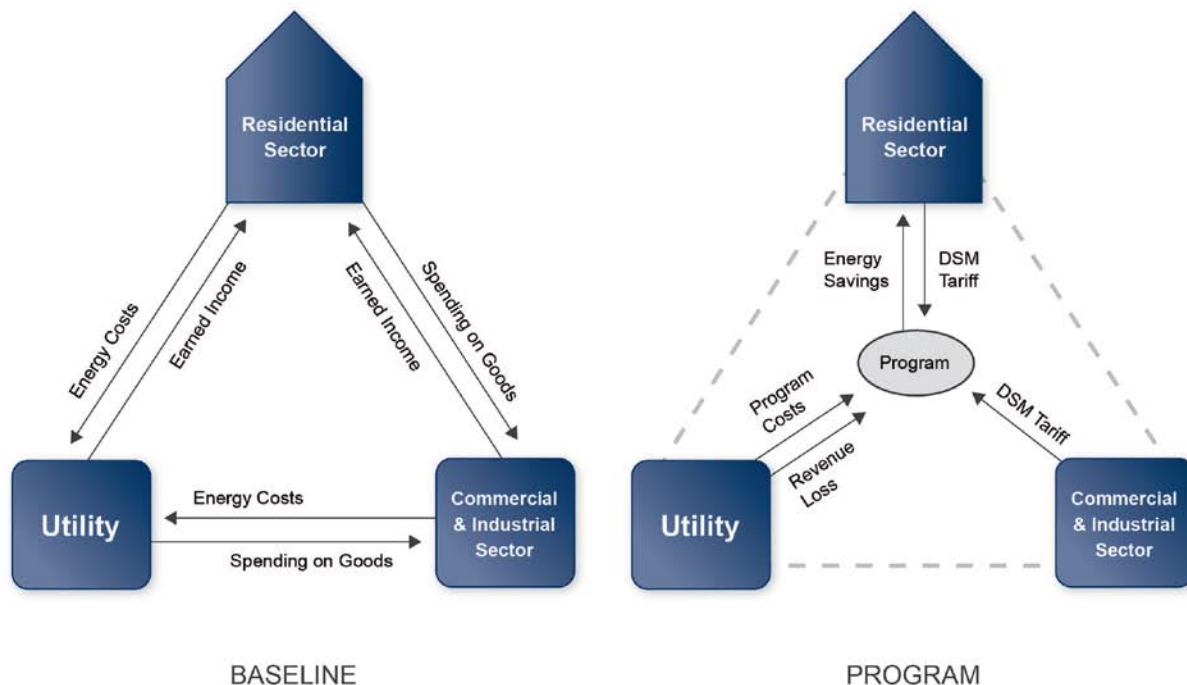 Residential
Sector
Energy Costs
Earned Income
Earned Income
Spending on Goods
Utility
Energy Costs
Spending on Goods
Commercial
& Industrial
Sector
BASELINE
Residential
Sector
Energy
Savings
DSM
Tariff
Program
Program
Costs
Revenue
Loss
DSM Tariff
Utility
Commercial
& Industrial
Sector
PROGRAM